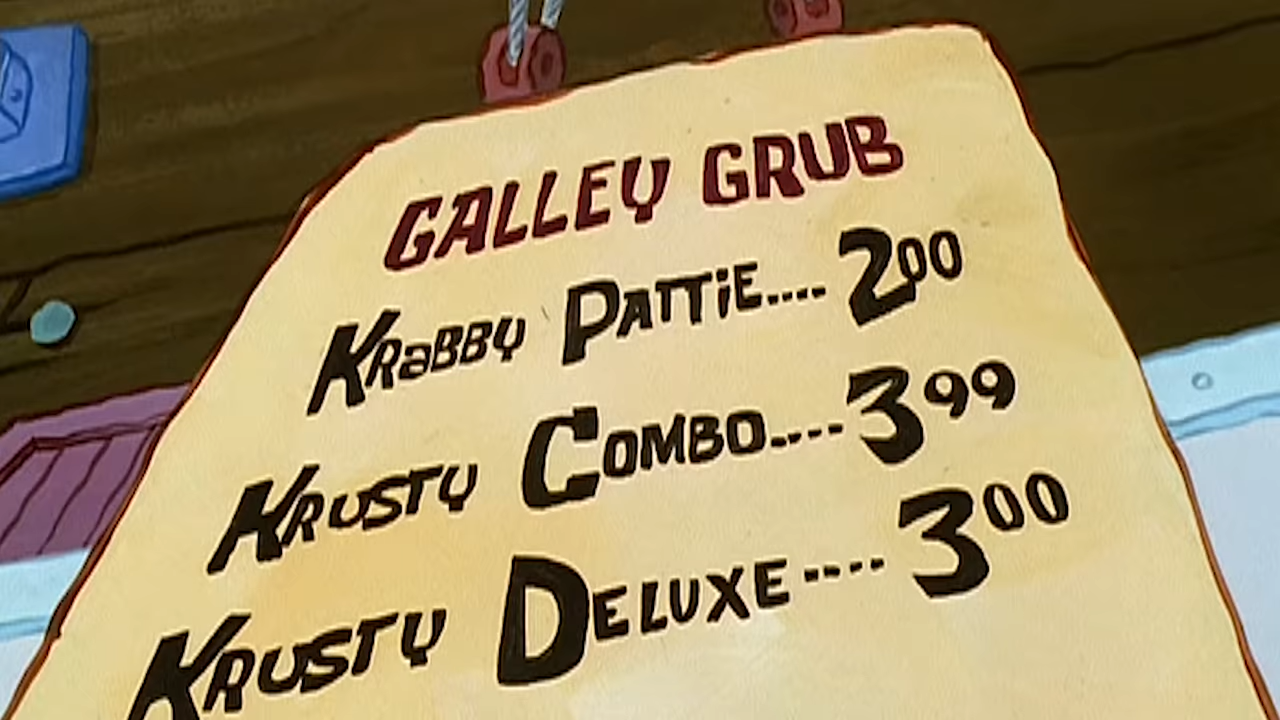 GALLEY GRUB
KRaBBY PATTiE.... 200
KRUSTY COMBO.... 399
KRUSTY DELUXE.... 300